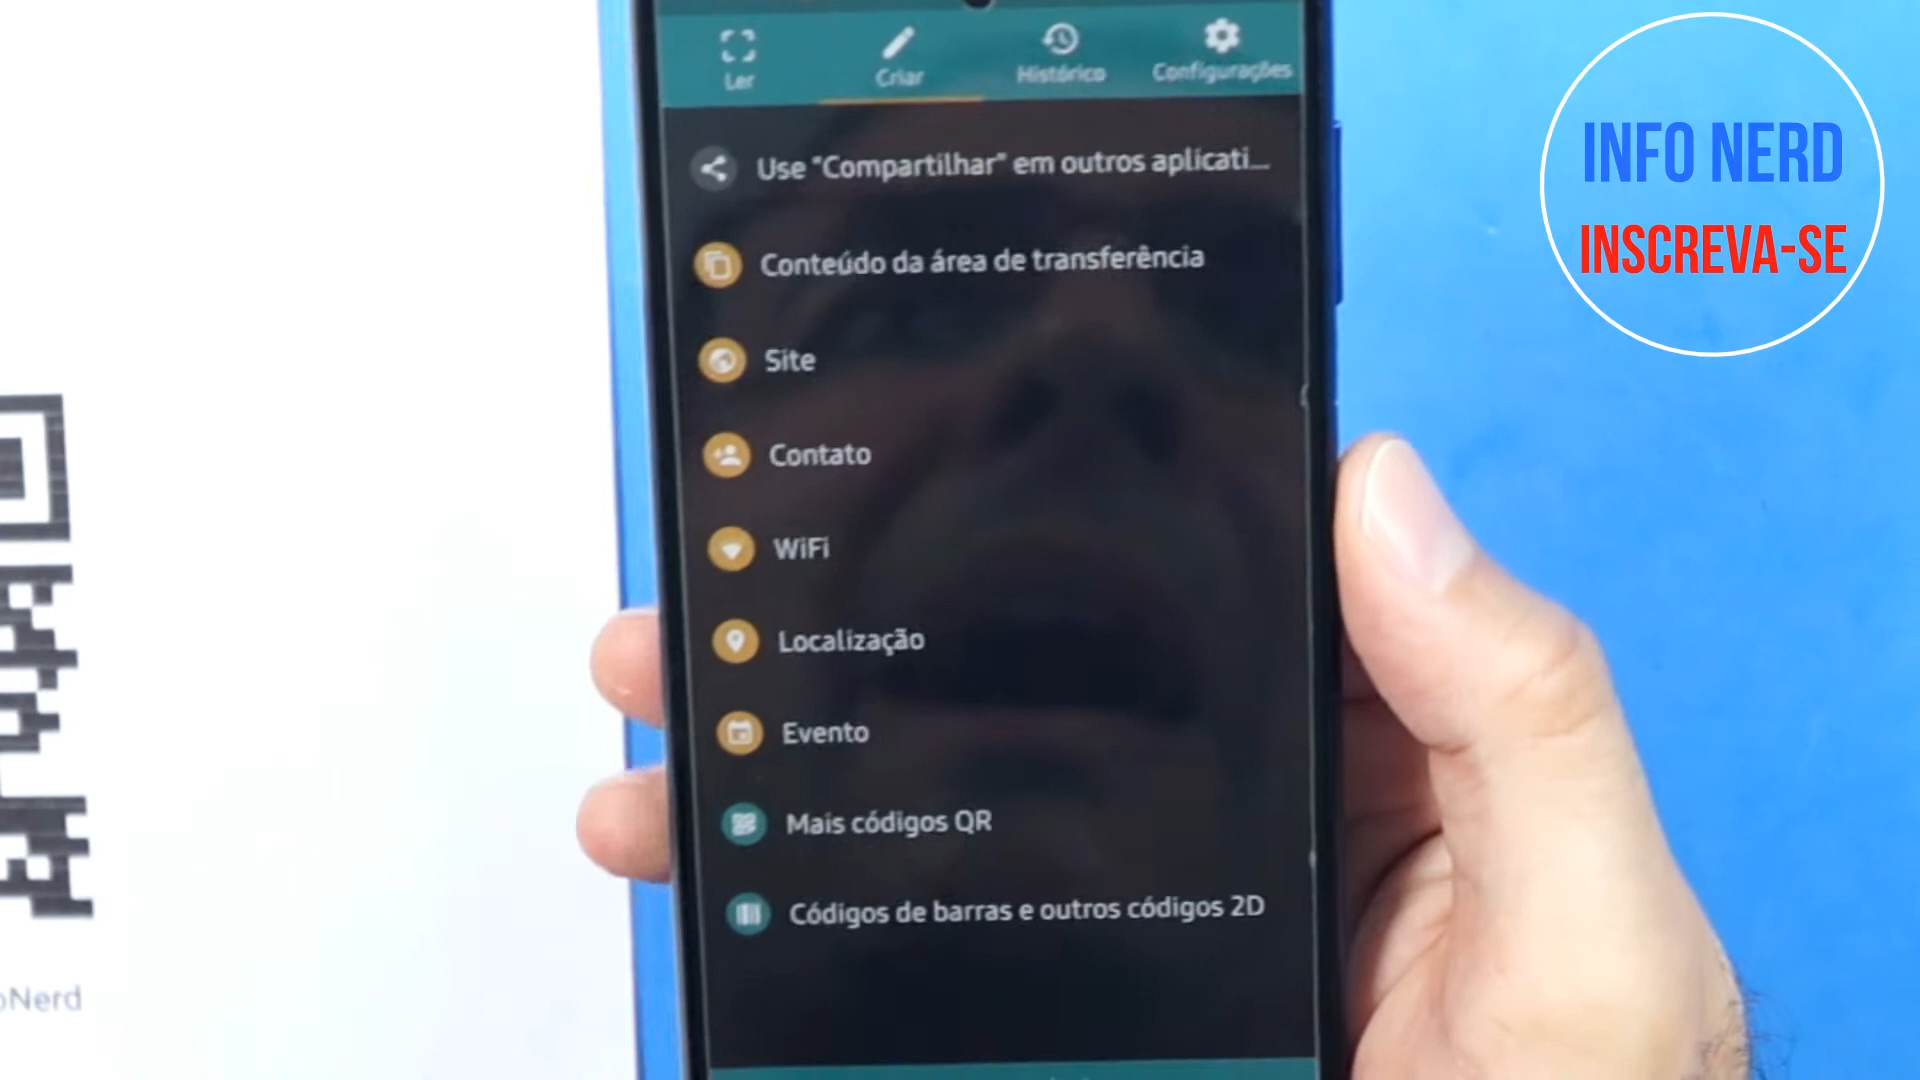 Ler
Criar
Histórico
Configurações
Use "Compartilhar" em outros aplicati...
Conteúdo da área de transferência
Site
Contato
WiFi
Localização
Evento
Mais códigos QR
Códigos de barras e outros códigos 2D
INFO NERD
INSCREVA-SE
oNerd